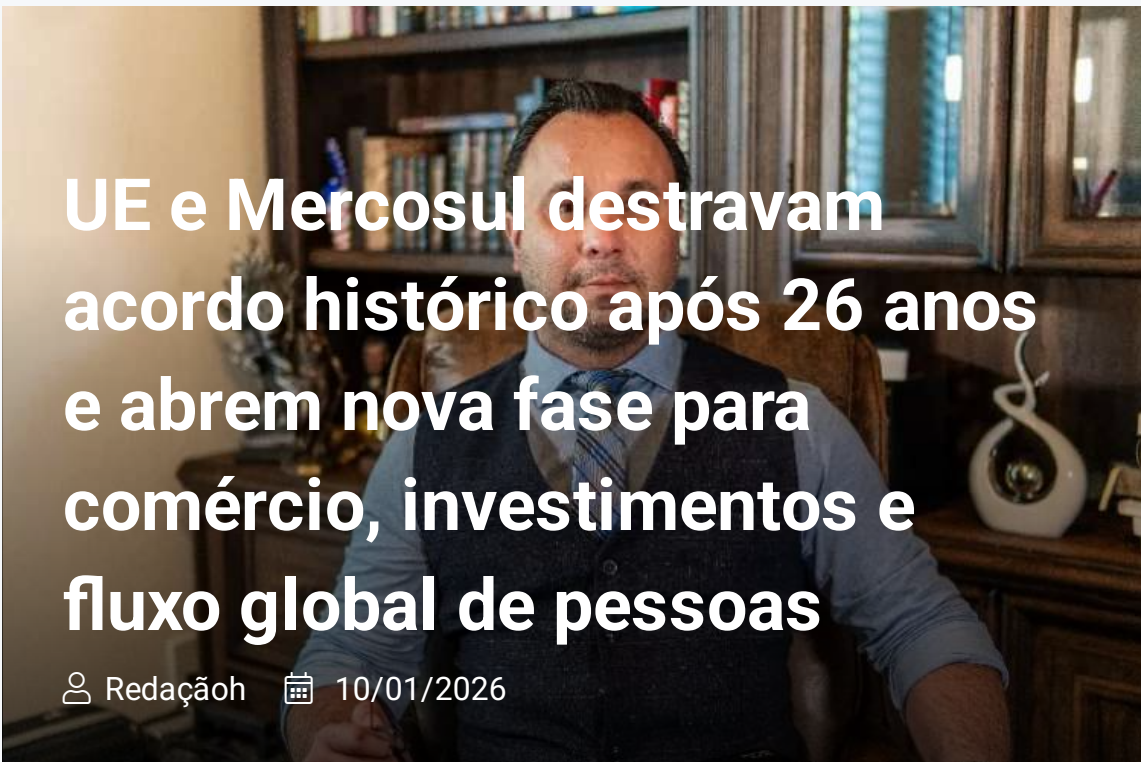 UE e Mercosul destravam
acordo histórico após 26 anos
e abrem nova fase para
comércio, investimentos e
fluxo global de pessoas
Redaçãoh 10/01/2026